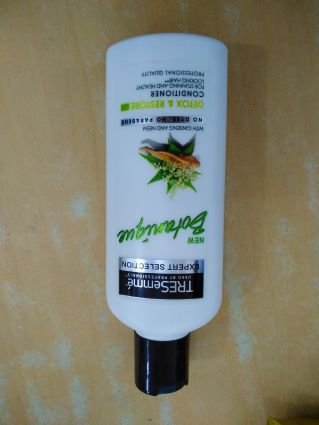 TRESemmé
USED BY PROFESSIONALS
EXPERT SELECTION
NEW
Botanique
WITH GINSENG AND NEEM
NO DYES, NO PARABENS
DETOX & RESTORE
CONDITIONER
FOR STUNNING AND HEALTHY
LOOKING HAIR
PROFESSIONAL QUALITY